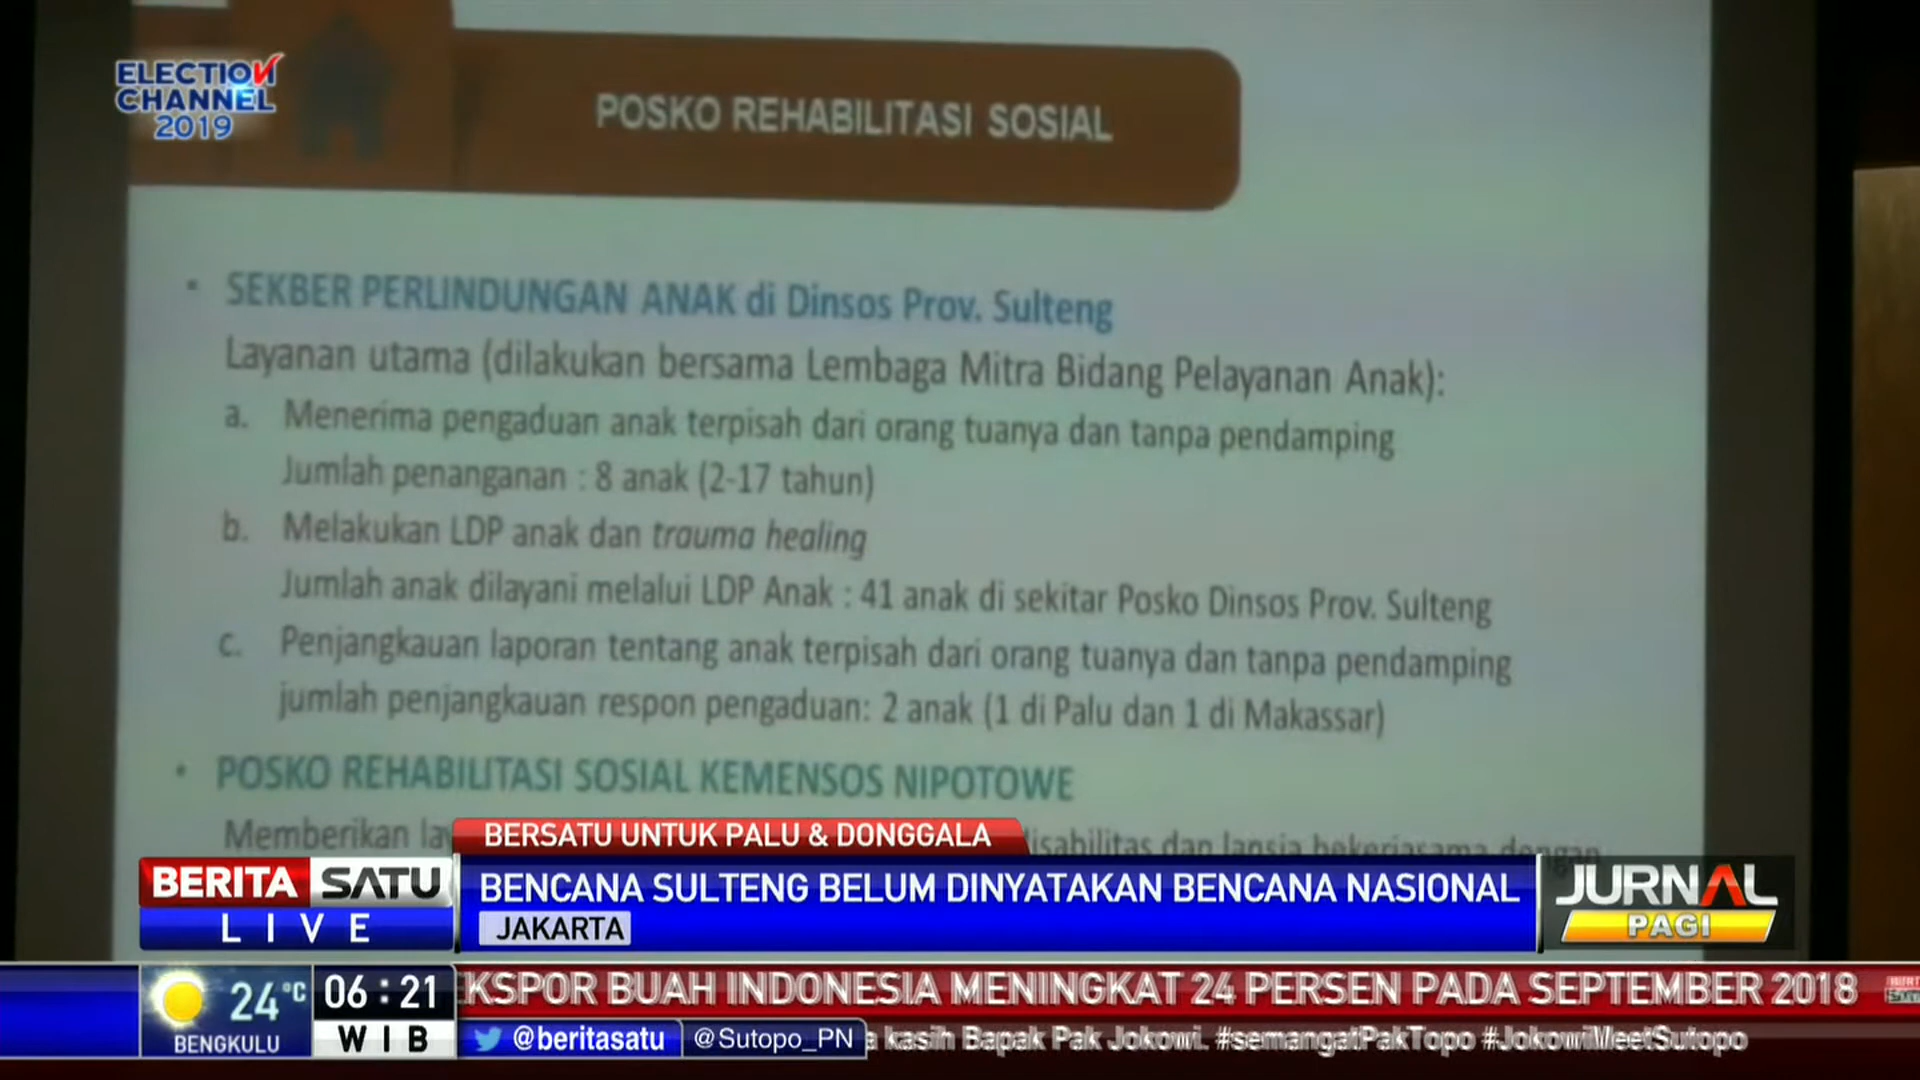 ELECTION
CHANNEL
2019
POSKO REHABILITASI SOSIAL
• SEKBER PERLINDUNGAN ANAK di Dinsos Prov. Sulteng
Layanan utama (dilakukan bersama Lembaga Mitra Bidang Pelayanan Anak):
a. Menerima pengaduan anak terpisah dari orang tuanya dan tanpa pendamping
Jumlah penanganan : 8 anak (2-17 tahun)
b. Melakukan LDP anak dan trauma healing
Jumlah anak dilayani melalui LDP Anak : 41 anak di sekitar Posko Dinsos Prov. Sulteng
c. Penjangkauan laporan tentang anak terpisah dari orang tuanya dan tanpa pendamping
jumlah penjangkauan respon pengaduan: 2 anak (1 di Palu dan 1 di Makassar)
• POSKO REHABILITASI SOSIAL KEMENSOS NIPOTOWE
Memberikan dan lansia bekerjasama dengan
BERSATU UNTUK PALU & DONGGALA
BERITA SATU
LIVE
BENCANA SULTENG BELUM DINYATAKAN BENCANA NASIONAL
JAKARTA
JURNAL
PAGI
24°C
BENGKULU
06:21
WIB
KSPOR BUAH INDONESIA MENINGKAT 24 PERSEN PADA SEPTEMBER 2018
@beritasatu @Sutopo_PN kasih Bapak Pak Jokowi. #semangatPakTopo #JokowiMeetSutopo